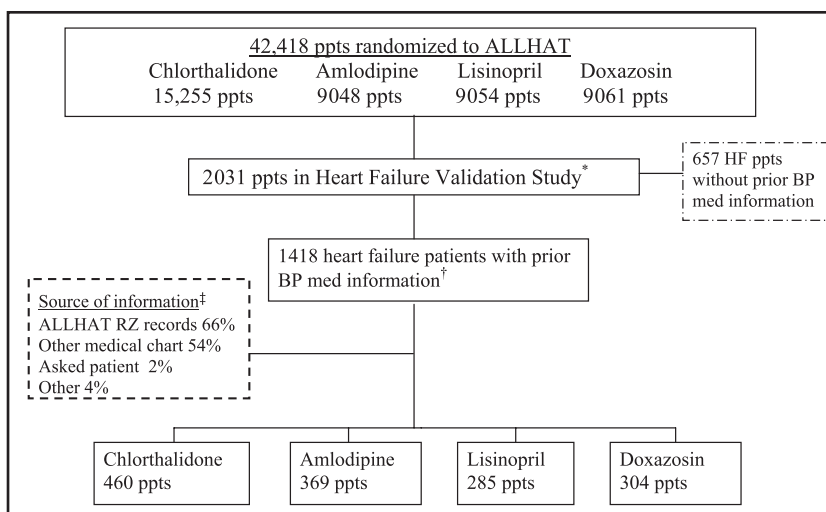 42,418 ppts randomized to ALLHAT
Chlorthalidone Amlodipine Lisinopril Doxazosin
15,255 ppts 9048 ppts 9054 ppts 9061 ppts
2031 ppts in Heart Failure Validation Study*
657 HF ppts
without prior BP
med information
1418 heart failure patients with prior
BP med information†
Source of information‡
ALLHAT RZ records 66%
Other medical chart 54%
Asked patient 2%
Other 4%
Chlorthalidone
460 ppts
Amlodipine
369 ppts
Lisinopril
285 ppts
Doxazosin
304 ppts